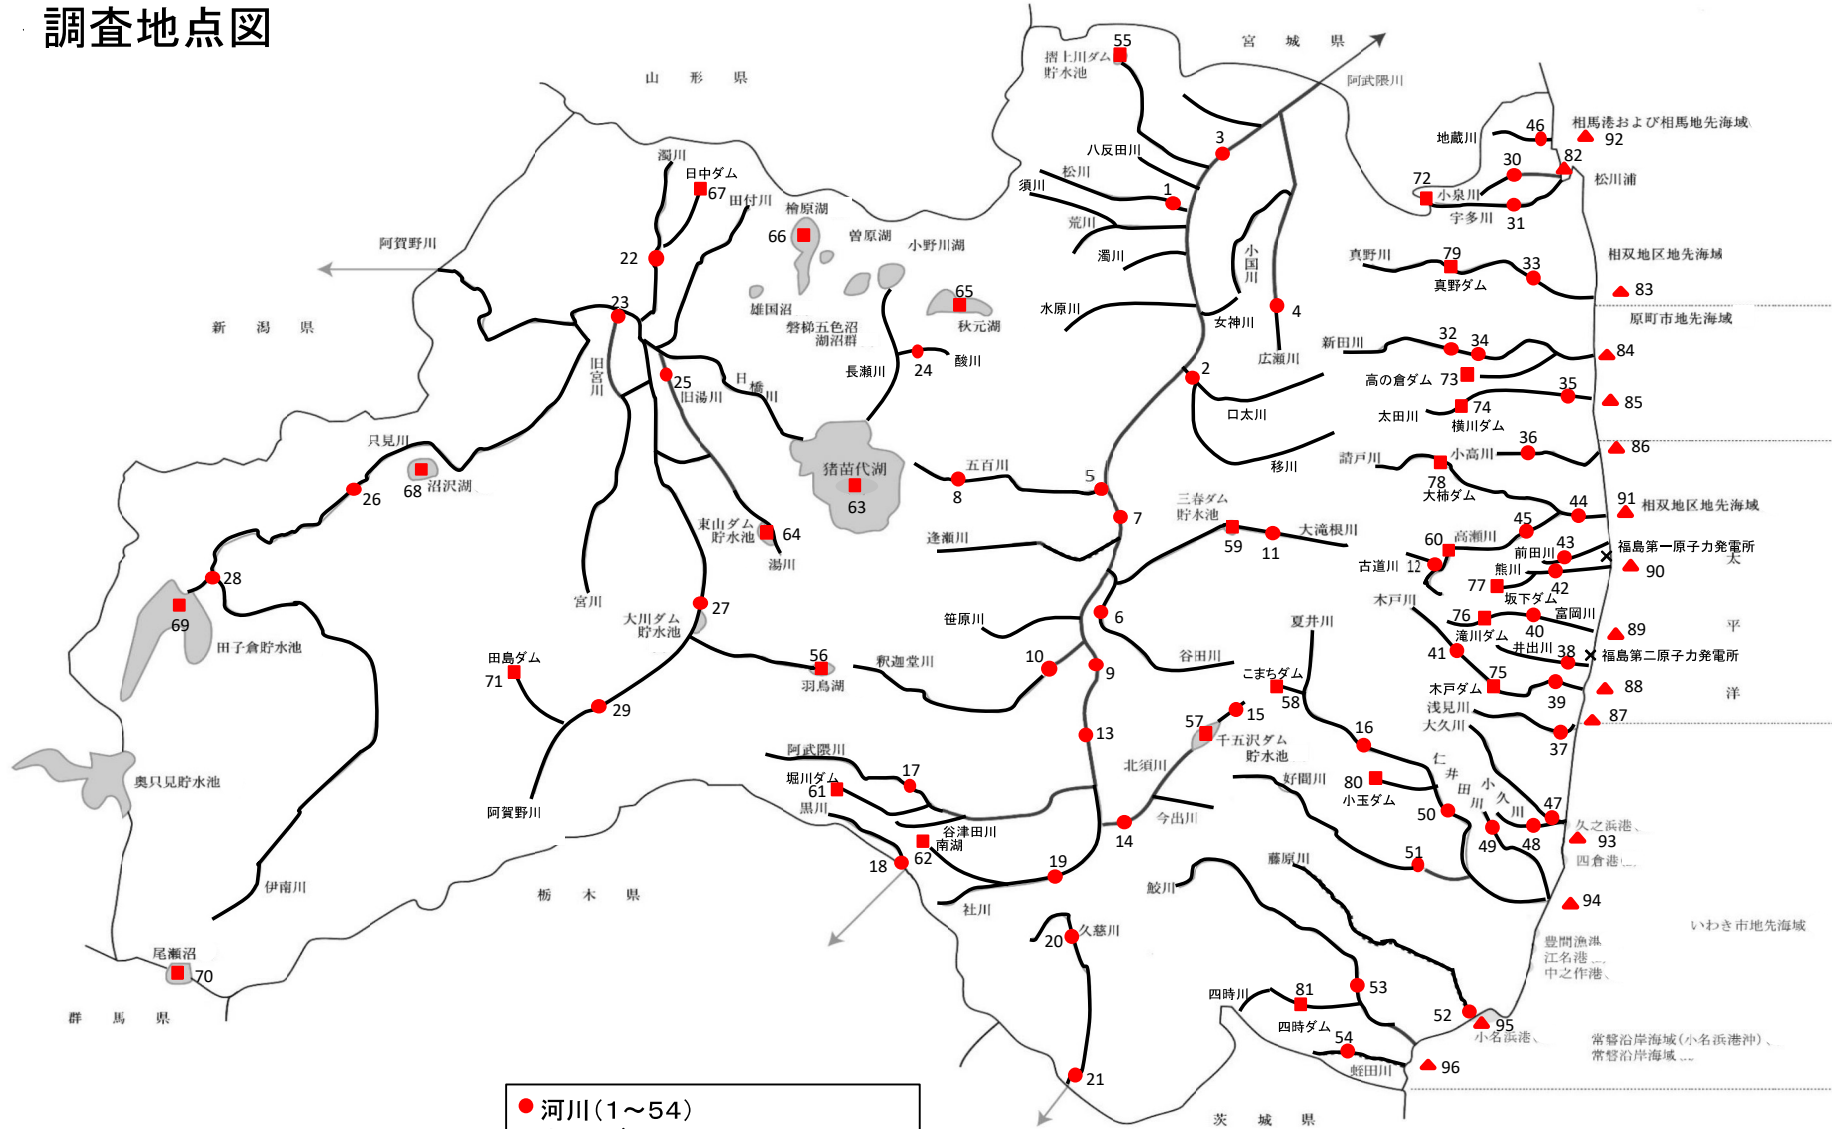 調査地点図
山　形　県
宮　城　県
新　潟　県
群　馬　県
栃　木　県
茨　城　県
太
平
洋
55
摺上川ダム
貯水池
阿武隈川
3
八反田川
松川
須川
1
荒川
濁川
水原川
小国川
女神川
4
広瀬川
2
口太川
移川
地蔵川
46
相馬港および相馬地先海域
92
30
82
松川浦
72
小泉川
宇多川
31
真野川
79
真野ダム
33
相双地区地先海域
83
原町市地先海域
新田川
32
34
84
高の倉ダム
73
35
85
太田川
74
横川ダム
36
小高川
86
請戸川
78
大柿ダム
44
91
相双地区地先海域
45
60
高瀬川
43
前田川
福島第一原子力発電所
古道川
12
熊川
77
42
90
坂下ダム
木戸川
76
滝川ダム
40
富岡川
89
井出川
38
福島第二原子力発電所
41
75
木戸ダム
39
88
浅見川
大久川
37
87
濁川
日中ダム
67
田付川
22
阿賀野川
23
檜原湖
66
曽原湖
小野川湖
雄国沼
磐梯五色沼
湖沼群
65
秋元湖
長瀬川
24
酸川
旧宮川
25
旧湯川
日橋川
只見川
68
沼沢湖
26
猪苗代湖
63
東山ダム
貯水池
64
湯川
宮川
28
69
田子倉貯水池
27
大川ダム
貯水池
56
羽鳥湖
田島ダム
71
29
阿賀野川
奥只見貯水池
伊南川
尾瀬沼
70
五百川
8
5
7
逢瀬川
三春ダム
貯水池
59
11
大滝根川
6
笹原川
谷田川
釈迦堂川
10
9
13
57
15
千五沢ダム
貯水池
北須川
今出川
14
阿武隈川
17
堀川ダム
61
黒川
谷津田川
南湖
62
18
19
社川
20
久慈川
21
夏井川
こまちダム
58
16
好間川
80
小玉ダム
仁井田川
小久川
50
49
48
47
久之浜港、
93
四倉港
51
94
藤原川
鮫川
いわき市地先海域
豊間漁港
江名港
中之作港、
53
四時川
81
四時ダム
52
95
小名浜港、
常磐沿岸海域（小名浜港沖）、
常磐沿岸海域
54
蛭田川
96
河川（1～54）